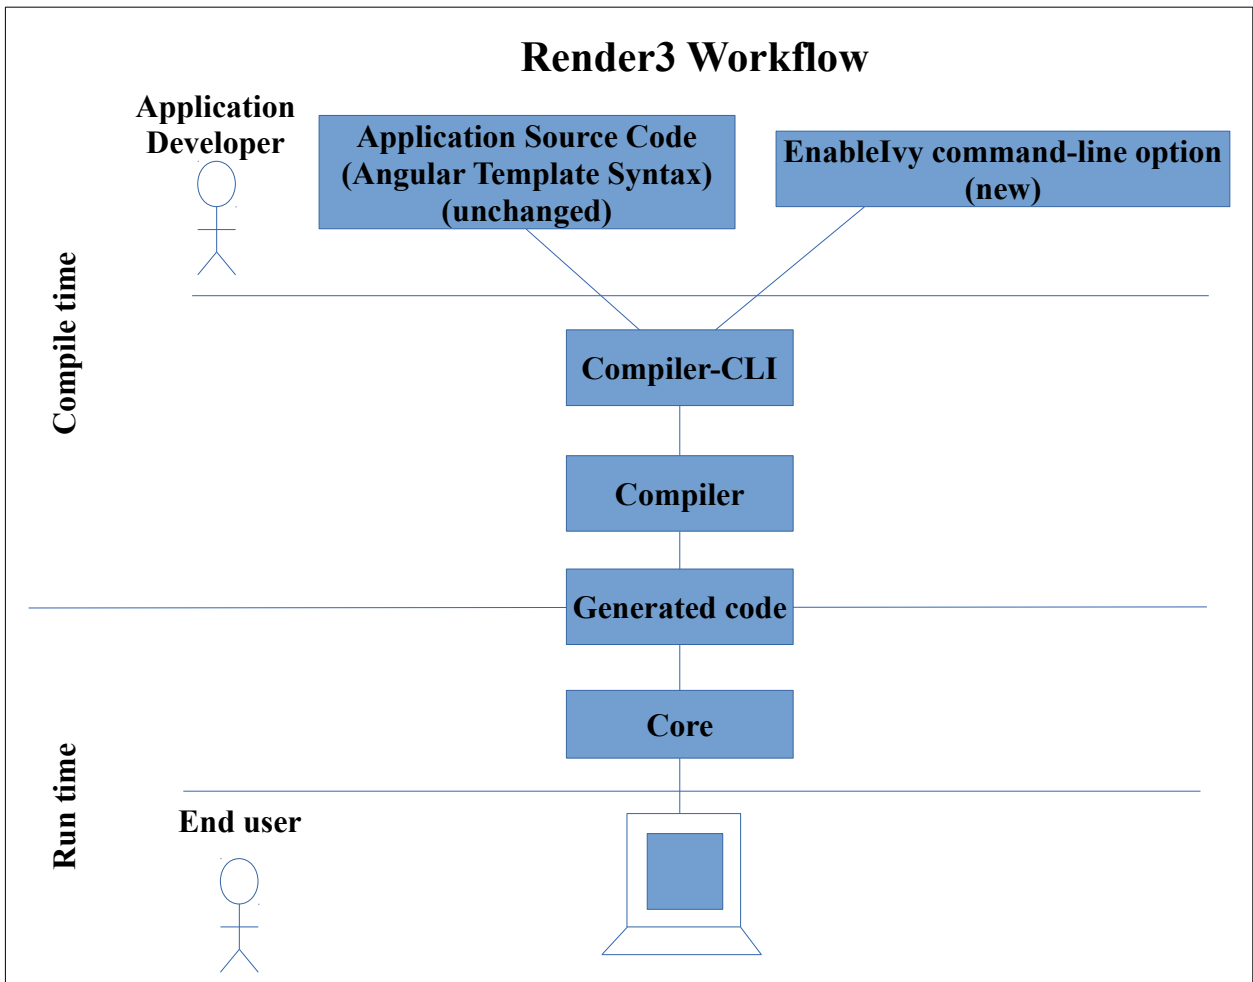 Render3 Workflow
Application
Developer
Application Source Code
(Angular Template Syntax)
(unchanged)
EnableIvy command-line option
(new)
Compile time
Compiler-CLI
Compiler
Generated code
Core
Run time
End user